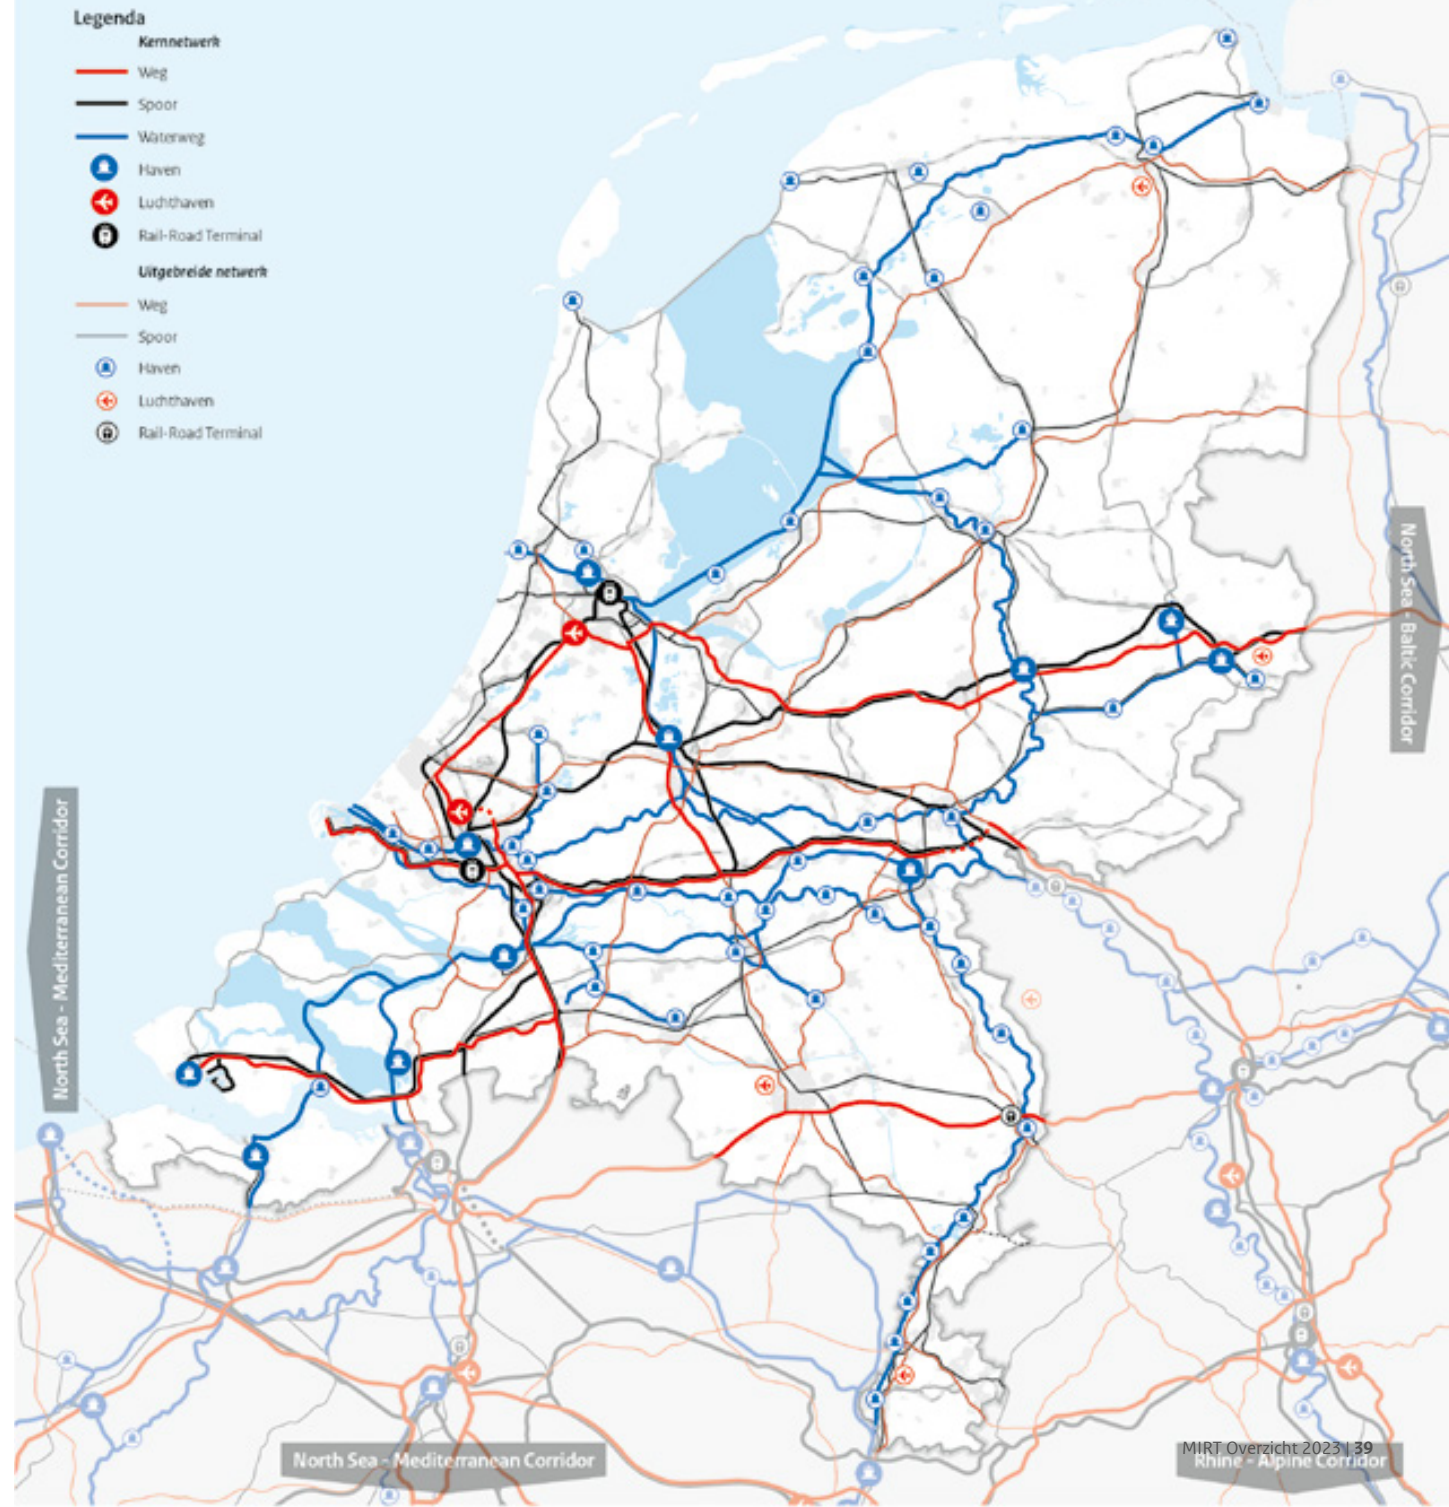 Legenda
Kernnetwerk
Weg
Spoor
Waterweg
Haven
Luchthaven
Rail-Road Terminal
Uitgebreide netwerk
Weg
Spoor
Haven
Luchthaven
Rail-Road Terminal
North Sea - Baltic Corridor
North Sea - Mediterranean Corridor
North Sea - Mediterranean Corridor
MIRT Overzicht 2023 | 39
Rhine - Alpine Corridor